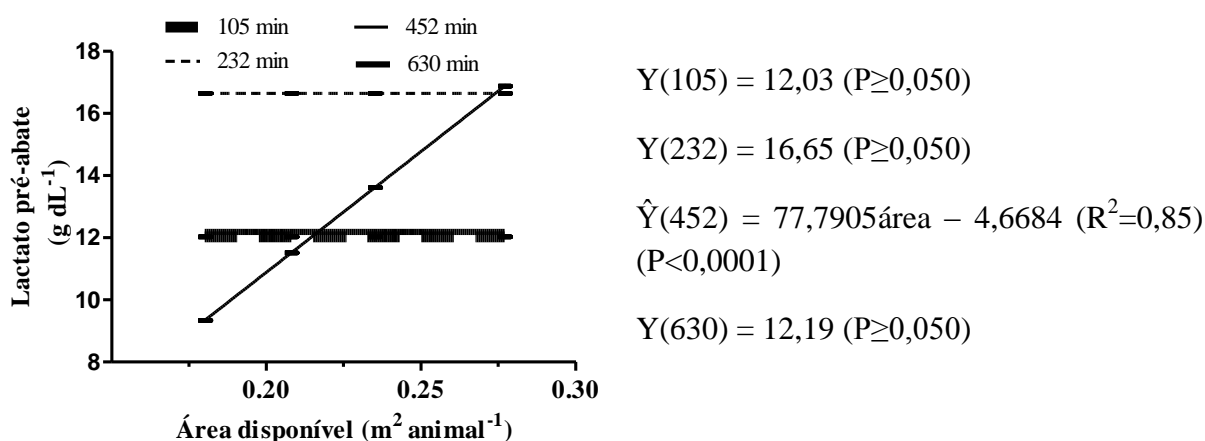 105 min
452 min
232 min
630 min
18
16
14
12
10
8
Lactato pré-abate
(g dL⁻¹)
0.20
0.25
0.30
Área disponível (m² animal⁻¹)
Y(105) = 12,03 (P≥0,050)
Y(232) = 16,65 (P≥0,050)
Ŷ(452) = 77,7905área – 4,6684 (R²=0,85)
(P<0,0001)
Y(630) = 12,19 (P≥0,050)